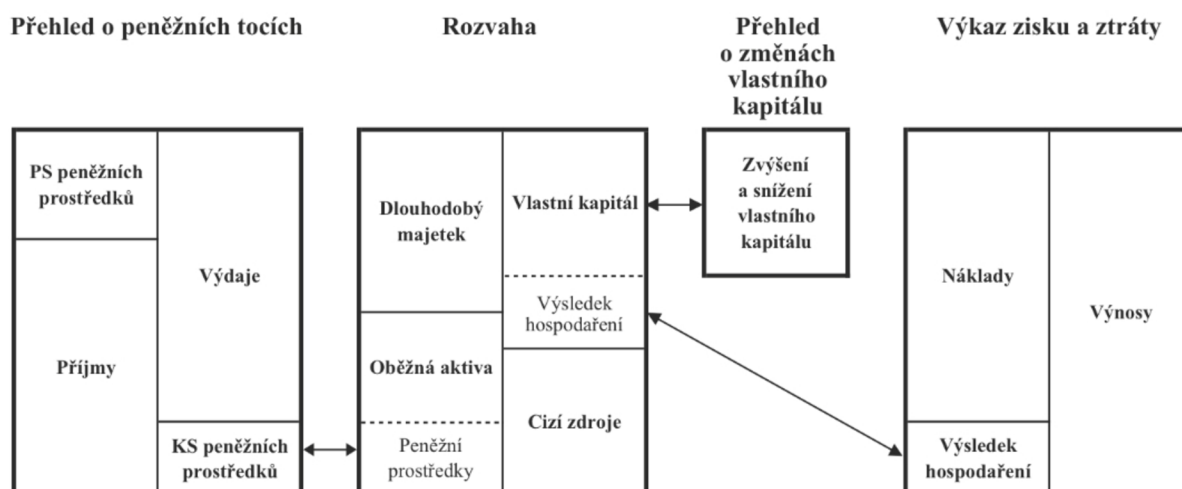 Přehled o peněžních tocích
Rozvaha
Přehled
o změnách
vlastního
kapitálu
Výkaz zisku a ztráty
PS peněžních
prostředků
Příjmy
Výdaje
KS peněžních
prostředků
Dlouhodobý
majetek
Oběžná aktiva
Peněžní
prostředky
Vlastní kapitál
Výsledek
hospodaření
Cizí zdroje
Zvýšení
a snížení
vlastního
kapitálu
Náklady
Výsledek
hospodaření
Výnosy